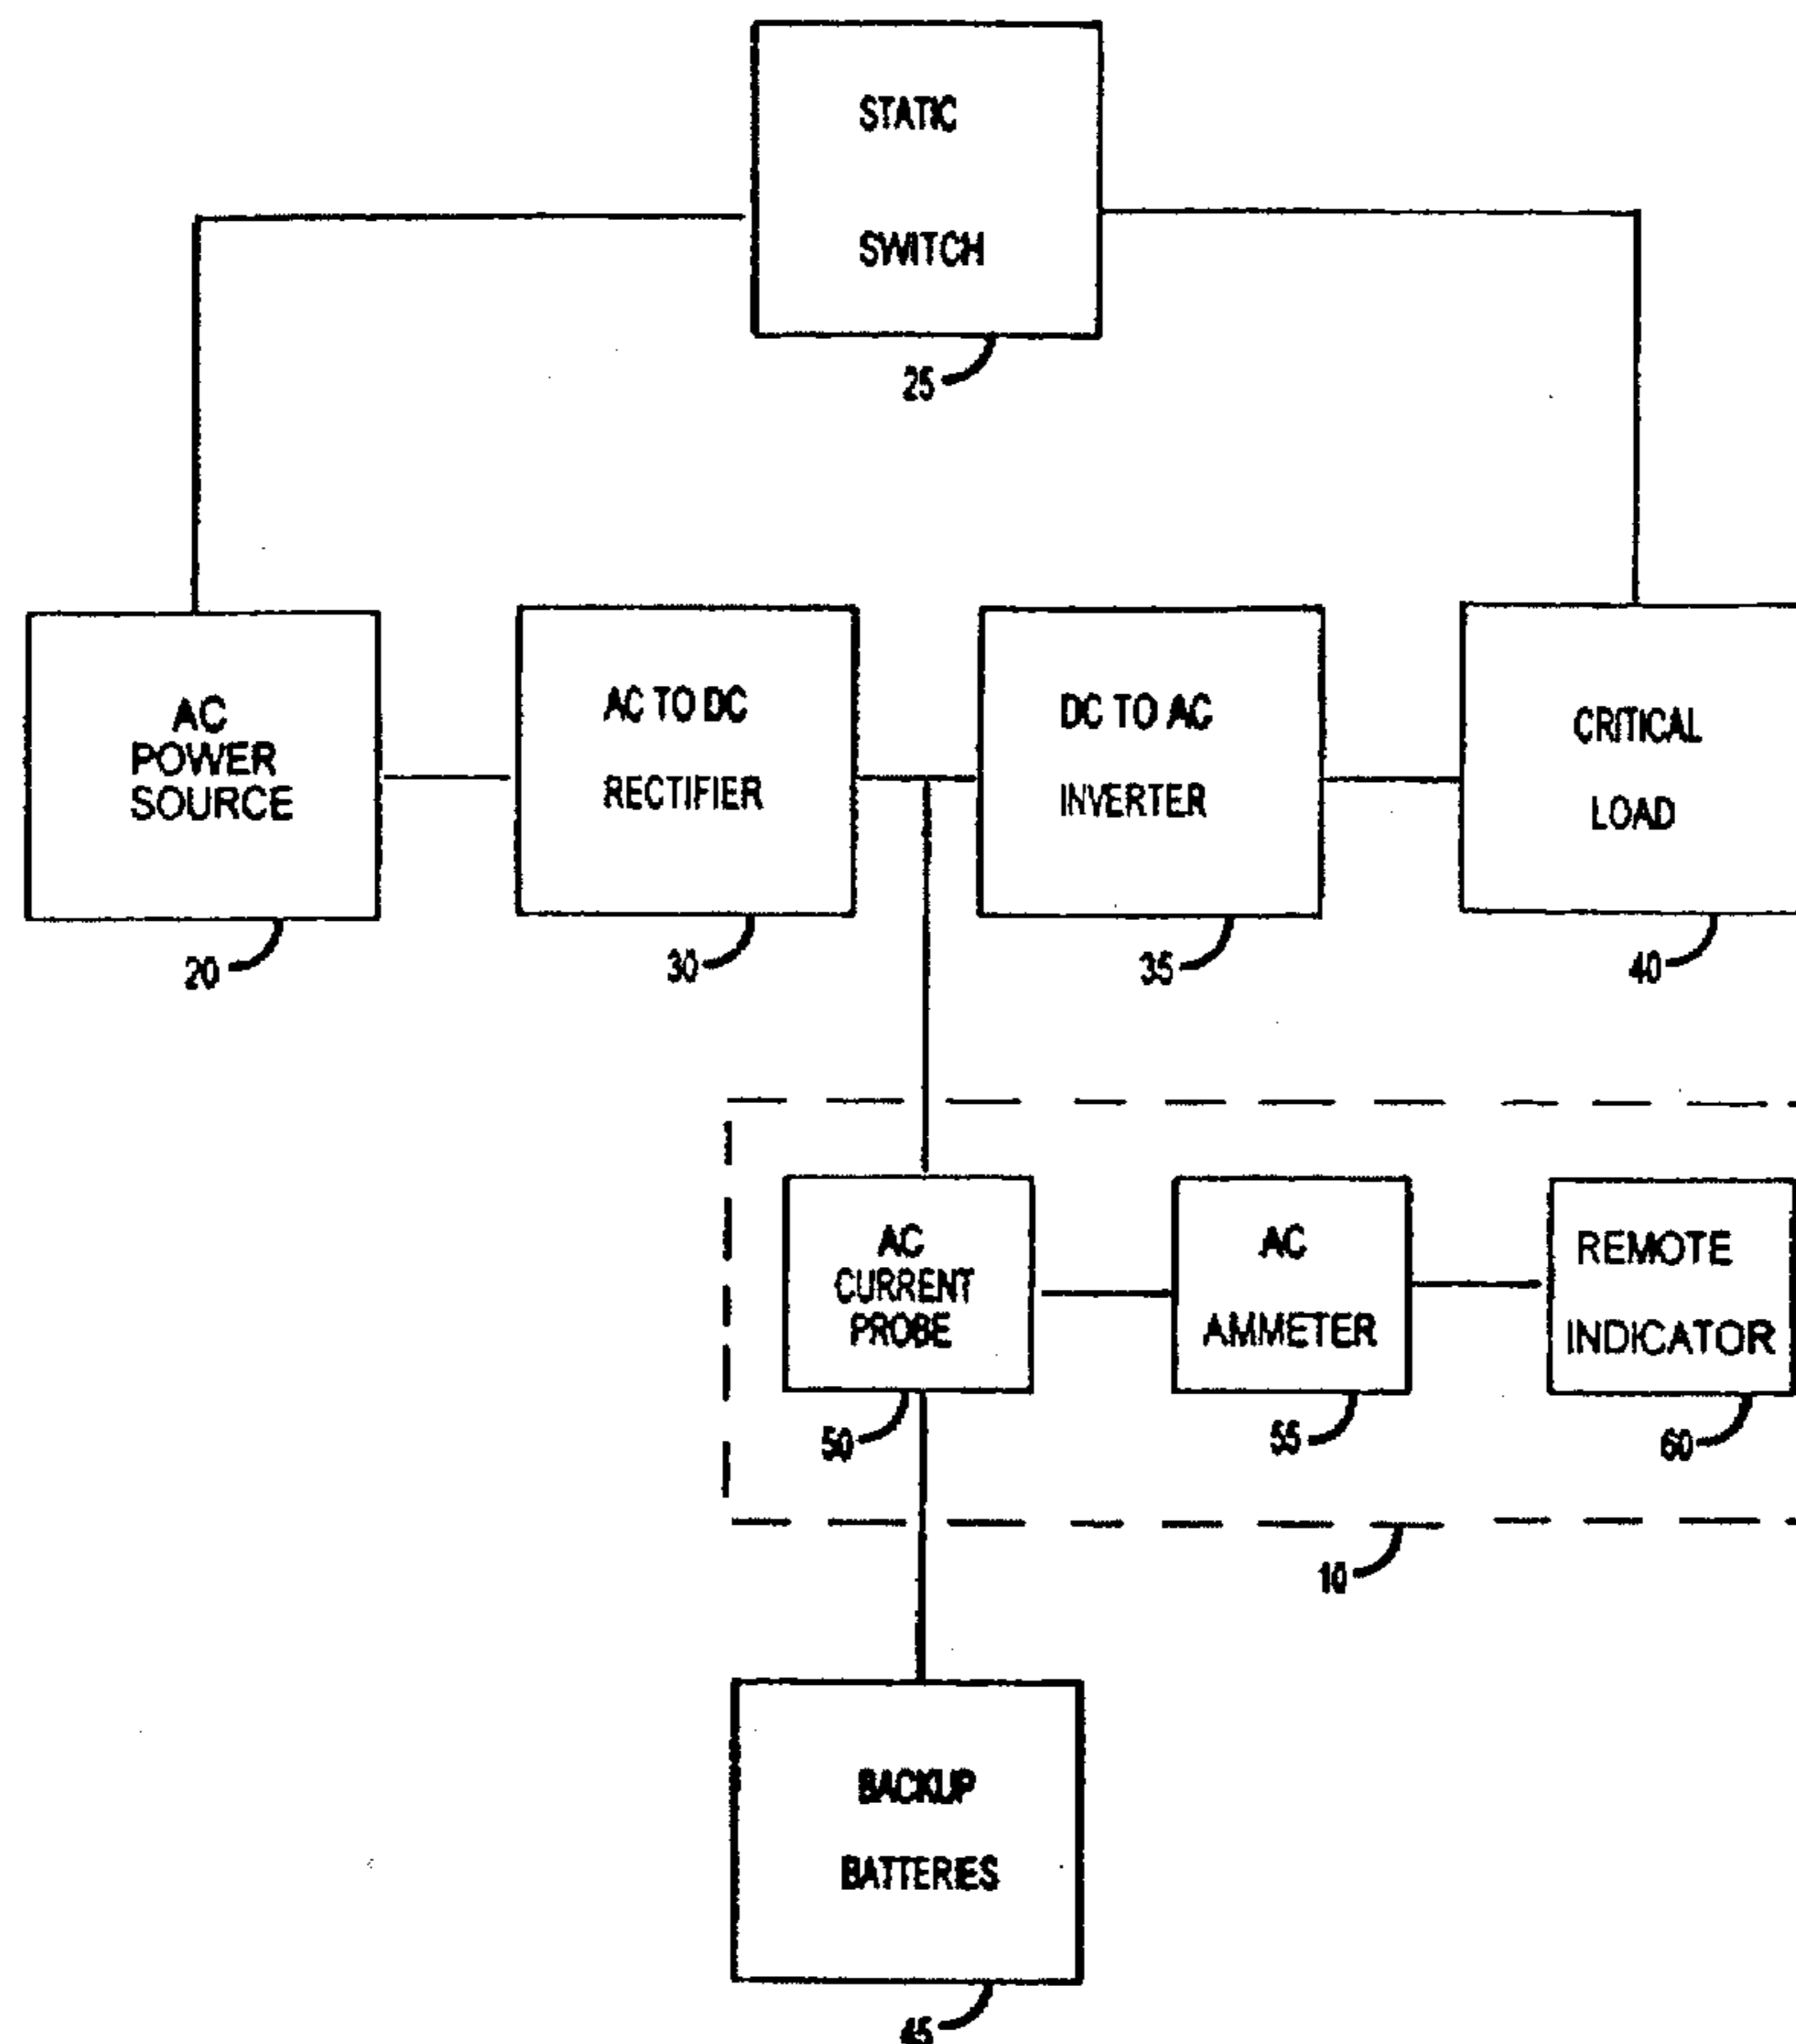 STATIC
SWITCH
25
AC
POWER
SOURCE
20
AC TO DC
RECTIFIER
30
DC TO AC
INVERTER
35
CRITICAL
LOAD
40
AC
CURRENT
PROBE
50
AC
AMMETER
55
REMOTE
INDICATOR
60
10
BACKUP
BATTERIES
45